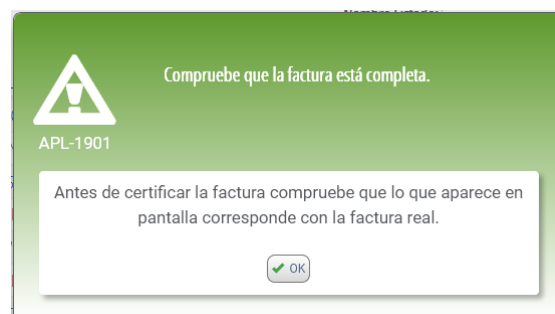 Compruebe que la factura está completa.
APL-1901
Antes de certificar la factura compruebe que lo que aparece en
pantalla corresponde con la factura real.
OK